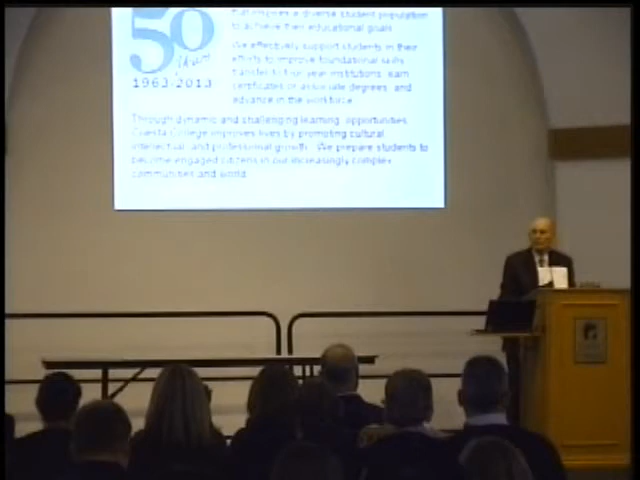 that inspires a diverse student population
to achieve their educational goals.
50
years
1963-2013
We effectively support students in their
efforts to improve foundational skills,
transfer to four-year institutions, earn
certificates or associate degrees, and
advance in the workforce.
Through dynamic and challenging learning opportunities,
Cuesta College improves lives by promoting cultural,
intellectual, and professional growth. We prepare students to
become engaged citizens in our increasingly complex
communities and world.